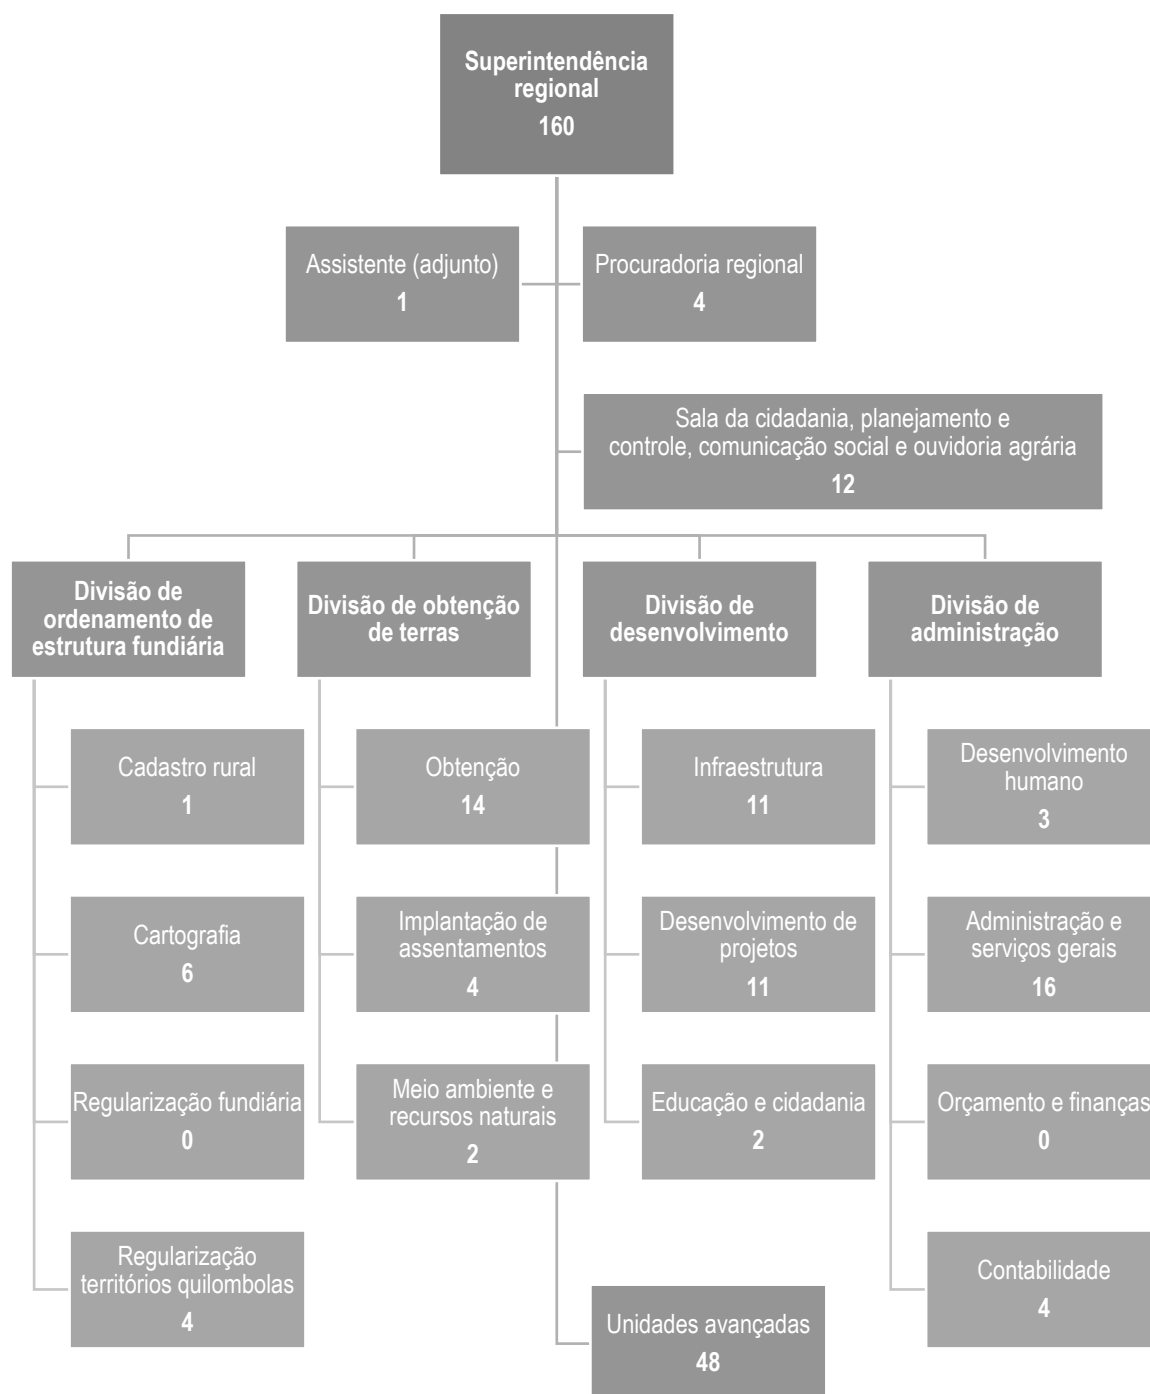 Superintendência
regional
160
Assistente (adjunto)
1
Procuradoria regional
4
Sala da cidadania, planejamento e
controle, comunicação social e ouvidoria agrária
12
Divisão de
ordenamento de
estrutura fundiária
Divisão de obtenção
de terras
Divisão de
desenvolvimento
Divisão de
administração
Cadastro rural
1
Obtenção
14
Infraestrutura
11
Desenvolvimento
humano
3
Cartografia
6
Implantação de
assentamentos
4
Desenvolvimento de
projetos
11
Administração e
serviços gerais
16
Regularização fundiária
0
Meio ambiente e
recursos naturais
2
Educação e cidadania
2
Orçamento e finanças
0
Regularização
territórios quilombolas
4
Contabilidade
4
Unidades avançadas
48